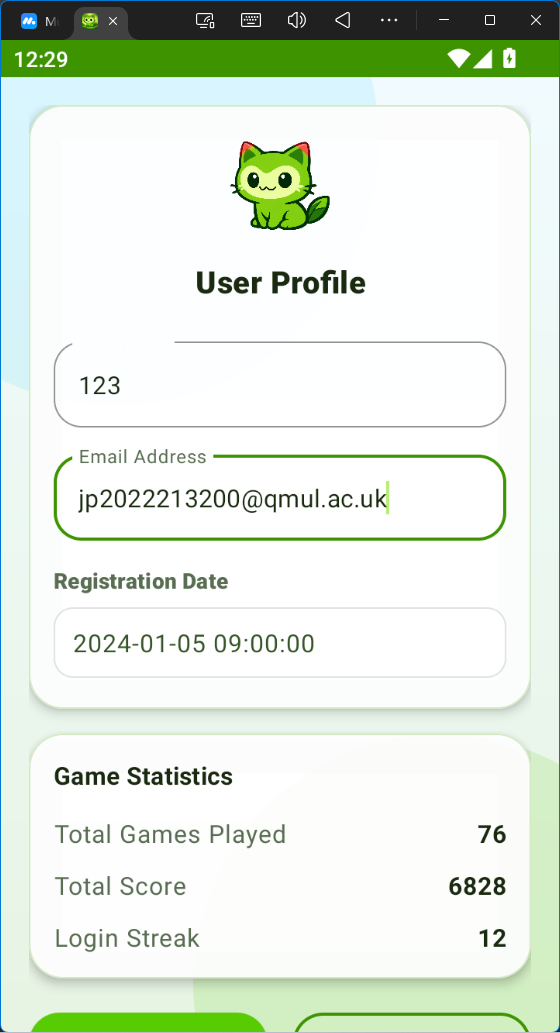 12:29
User Profile
123
Email Address
jp2022213200@qmul.ac.uk
Registration Date
2024-01-05 09:00:00
Game Statistics
Total Games Played 76
Total Score 6828
Login Streak 12